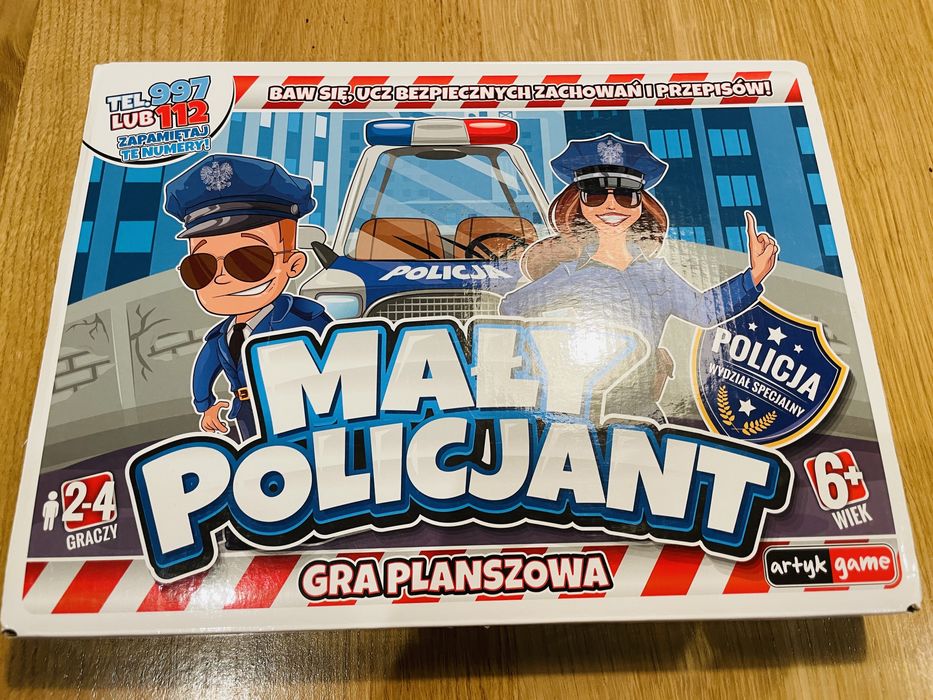 TEL. 997
LUB 112
ZAPAMIĘTAJ
TE NUMERY!
BAW SIĘ, UCZ BEZPIECZNYCH ZACHOWAŃ I PRZEPISÓW!
POLICJA
POLICJA
WYDZIAŁ SPECJALNY
MAŁY
POLICJANT
2-4
GRACZY
6+
WIEK
GRA PLANSZOWA
artyk game